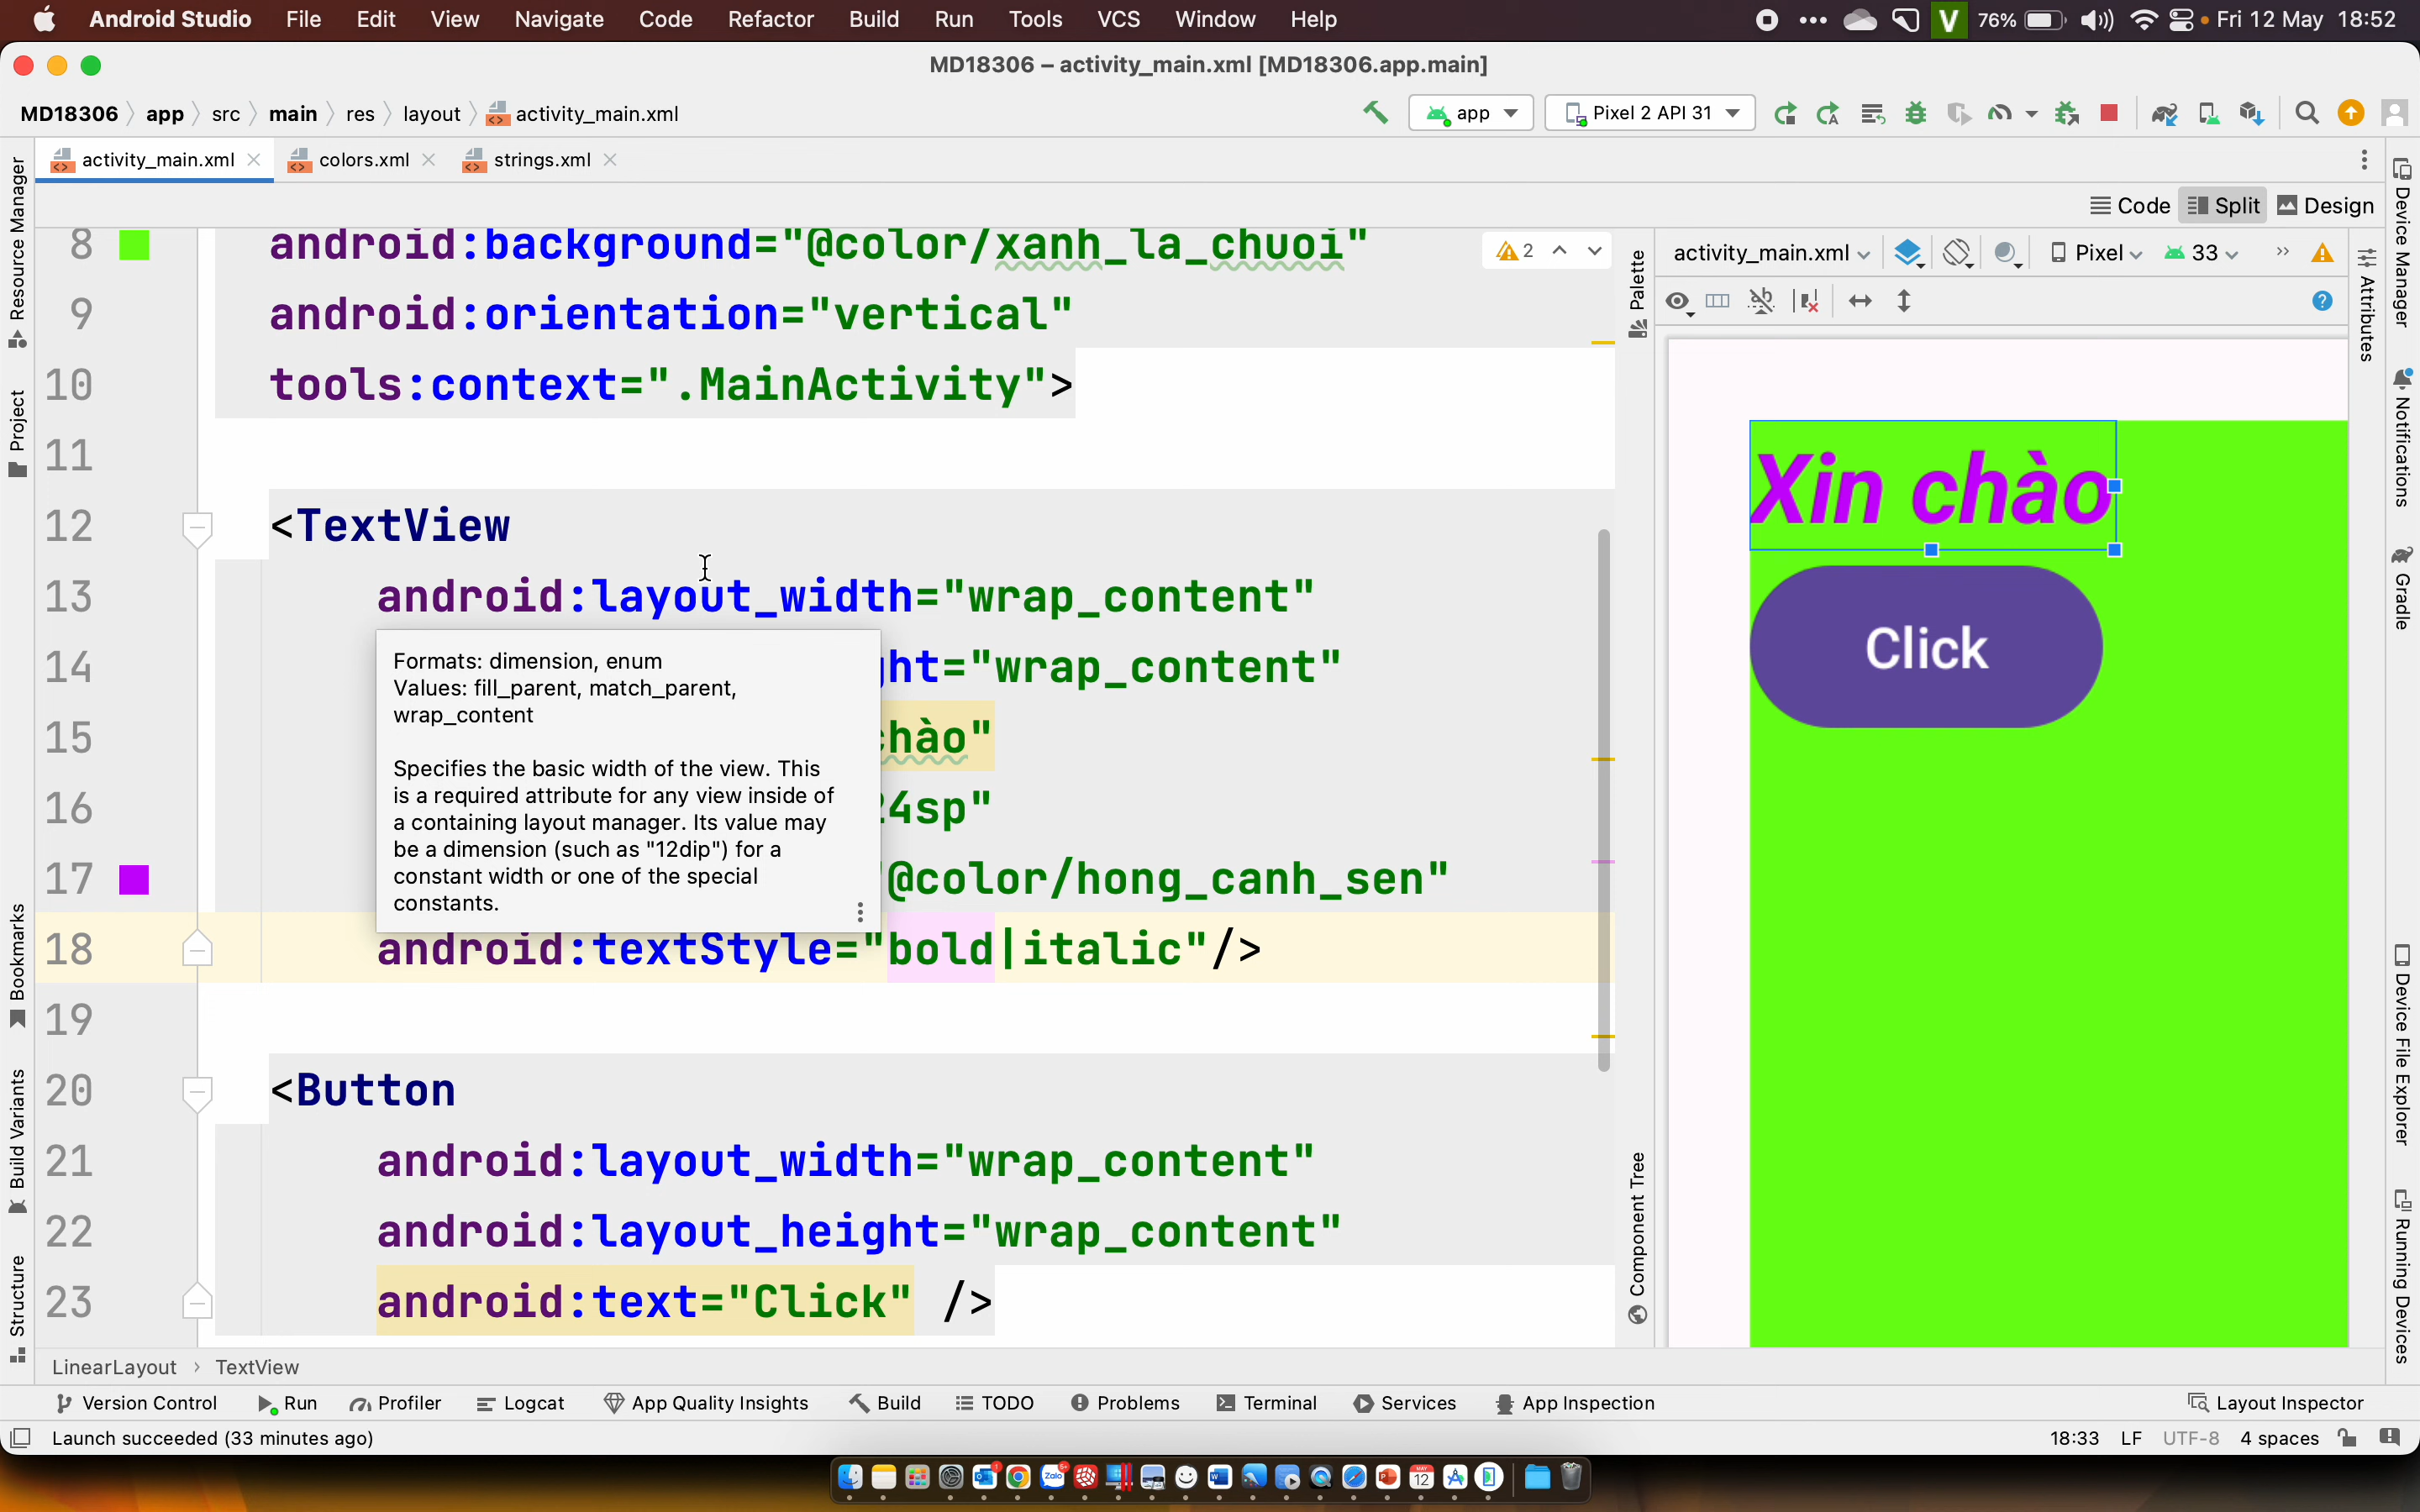 Android Studio File Edit View Navigate Code Refactor Build Run Tools VCS Window Help
V 76% Fri 12 May 18:52
MD18306 – activity_main.xml [MD18306.app.main]
MD18306 app src main res layout activity_main.xml
app Pixel 2 API 31
activity_main.xml colors.xml strings.xml
Code Split Design
8 android:background="@color/xanh_la_chuoi"
2
9 android:orientation="vertical"
10 tools:context=".MainActivity">
11
12 <TextView
13 android:layout_width="wrap_content"
14 ht="wrap_content"
15 hào"
16 24sp"
17 "@color/hong_canh_sen"
18 android:textStyle="bold|italic"/>
19
20 <Button
21 android:layout_width="wrap_content"
22 android:layout_height="wrap_content"
23 android:text="Click" />
Formats: dimension, enum
Values: fill_parent, match_parent,
wrap_content
Specifies the basic width of the view. This
is a required attribute for any view inside of
a containing layout manager. Its value may
be a dimension (such as "12dip") for a
constant width or one of the special
constants.
activity_main.xml Pixel 33
Xin chào
Click
Resource Manager
Project
Bookmarks
Build Variants
Structure
Palette
Component Tree
Attributes
Device Manager
Notifications
Gradle
Device File Explorer
Running Devices
LinearLayout TextView
Version Control Run Profiler Logcat App Quality Insights Build TODO Problems Terminal Services App Inspection Layout Inspector
Launch succeeded (33 minutes ago)
18:33 LF UTF-8 4 spaces
Zalo
12